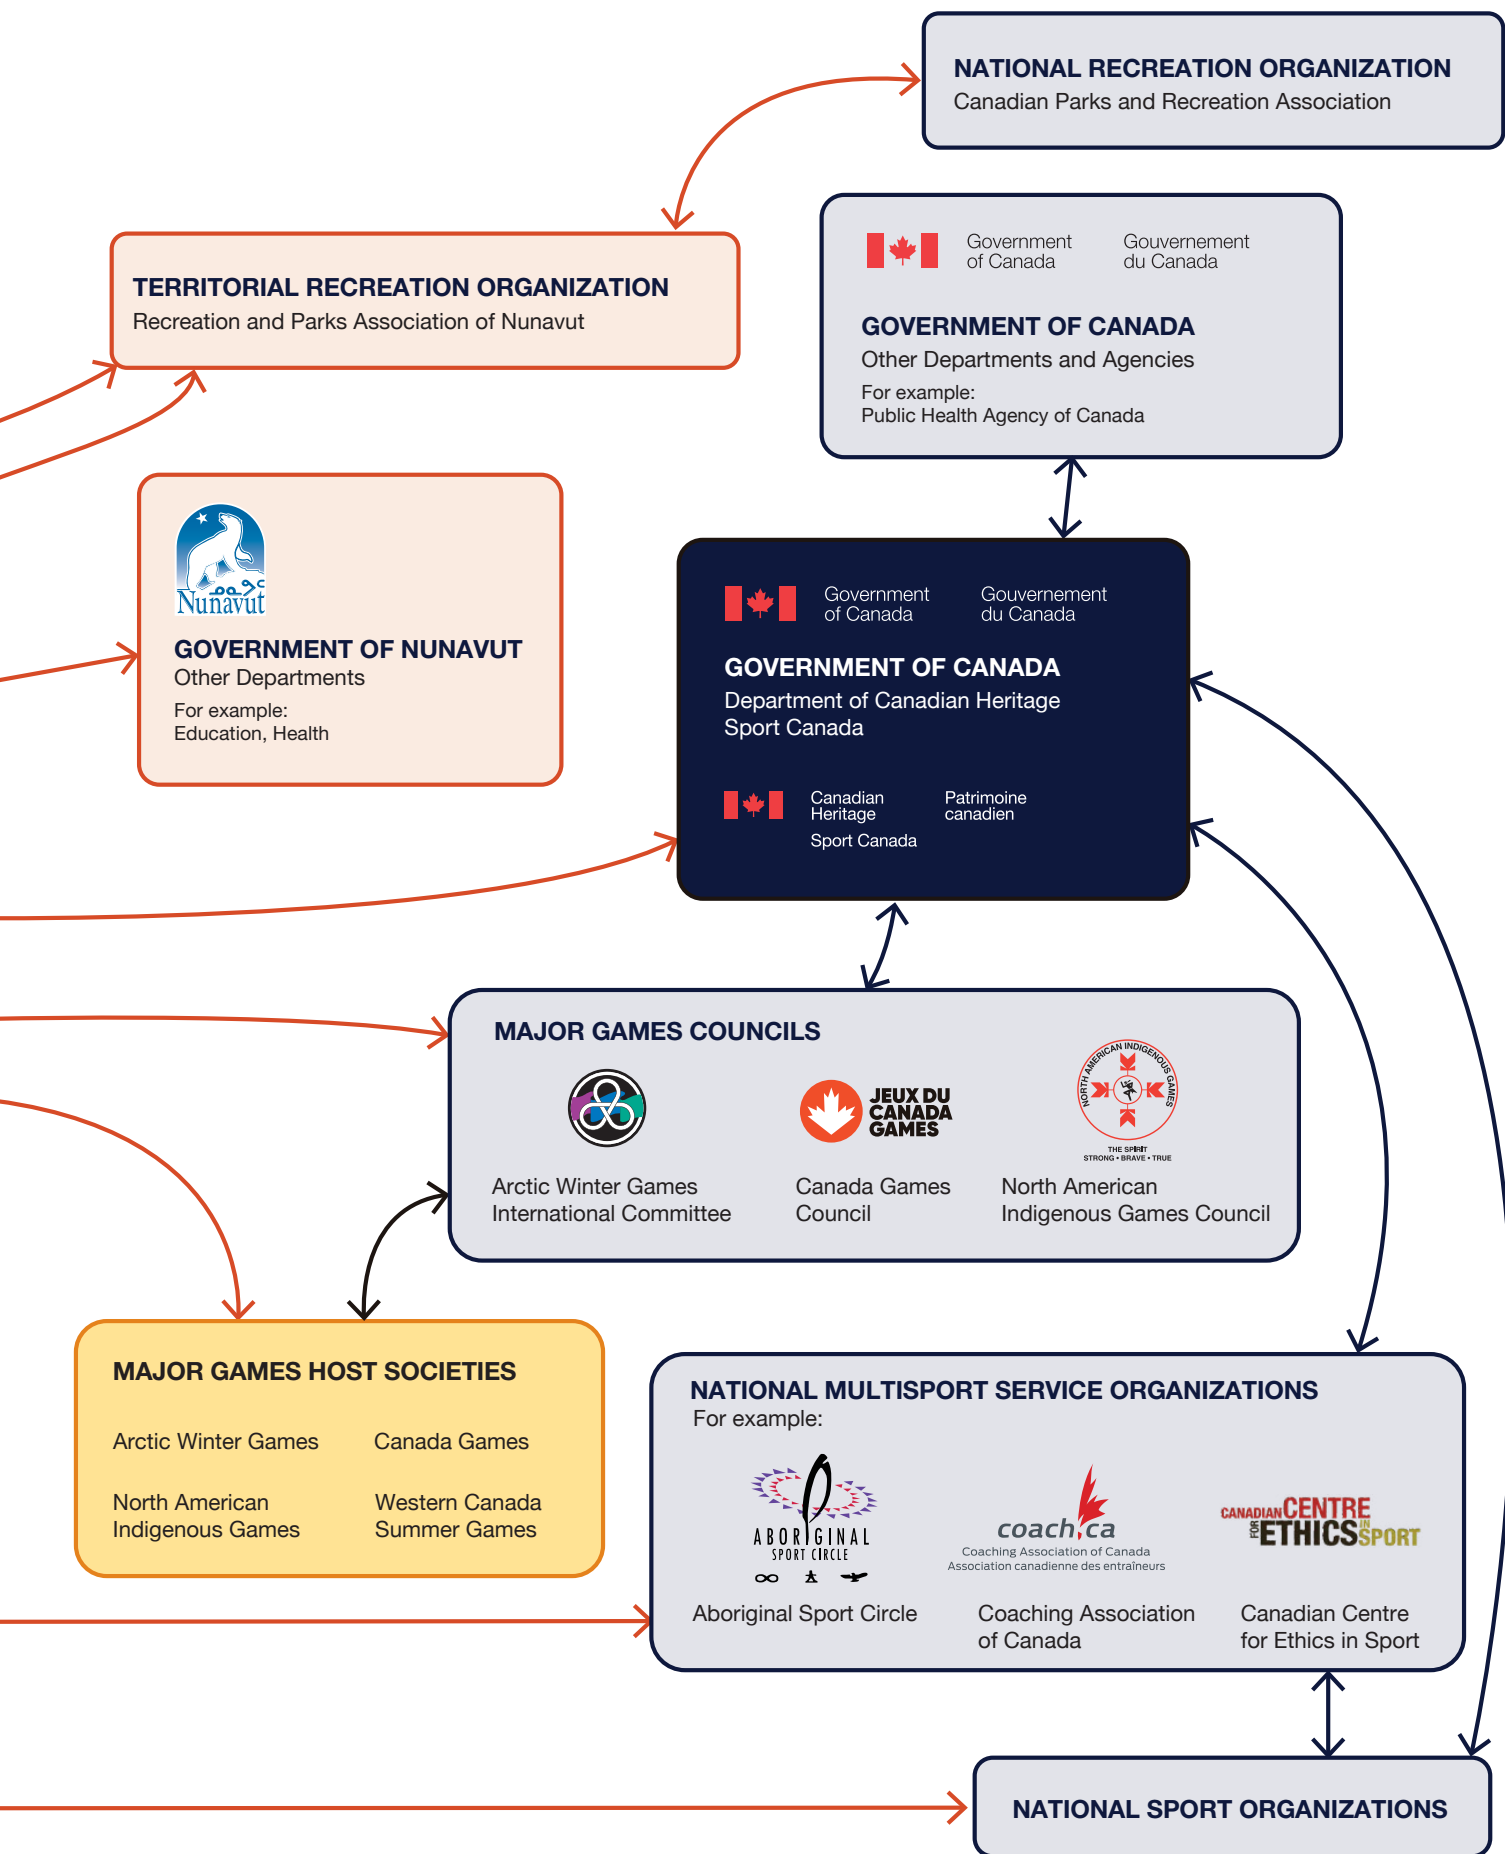 NATIONAL RECREATION ORGANIZATION
Canadian Parks and Recreation Association
Government
of Canada
Gouvernement
du Canada
GOVERNMENT OF CANADA
Other Departments and Agencies
For example:
Public Health Agency of Canada
TERRITORIAL RECREATION ORGANIZATION
Recreation and Parks Association of Nunavut
ᓄᓇᕗᑦ
Nunavut
GOVERNMENT OF NUNAVUT
Other Departments
For example:
Education, Health
Government
of Canada
Gouvernement
du Canada
GOVERNMENT OF CANADA
Department of Canadian Heritage
Sport Canada
Canadian
Heritage
Patrimoine
canadien
Sport Canada
MAJOR GAMES COUNCILS
JEUX DU
CANADA
GAMES
NORTH AMERICAN INDIGENOUS GAMES
THE SPIRIT
STRONG • BRAVE • TRUE
Arctic Winter Games
International Committee
Canada Games
Council
North American
Indigenous Games Council
MAJOR GAMES HOST SOCIETIES
Arctic Winter Games
Canada Games
North American
Indigenous Games
Western Canada
Summer Games
NATIONAL MULTISPORT SERVICE ORGANIZATIONS
For example:
ABORIGINAL
SPORT CIRCLE
coach.ca
Coaching Association of Canada
Association canadienne des entraîneurs
CANADIAN CENTRE
FOR ETHICS IN SPORT
Aboriginal Sport Circle
Coaching Association
of Canada
Canadian Centre
for Ethics in Sport
NATIONAL SPORT ORGANIZATIONS